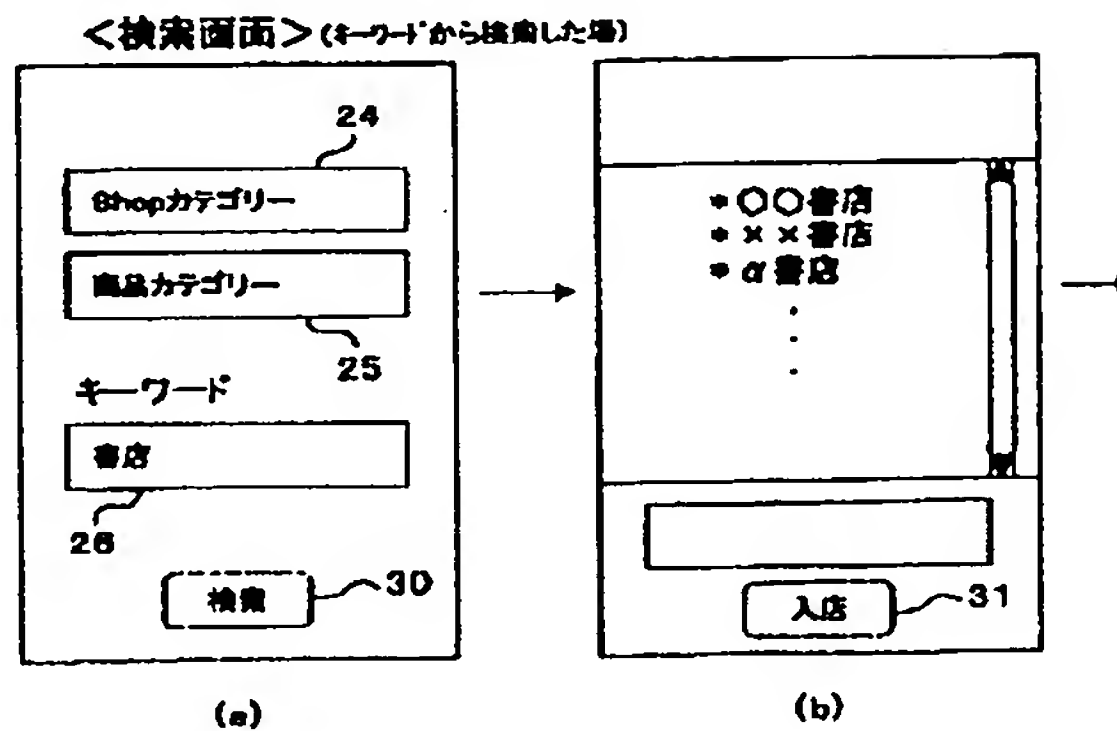 ＜検索画面＞(キーワードから検索した場)
24
Shopカテゴリー
商品カテゴリー
25
キーワード
書店
26
検索
30
(a)
*○○書店
*××書店
*α書店
入店
31
(b)